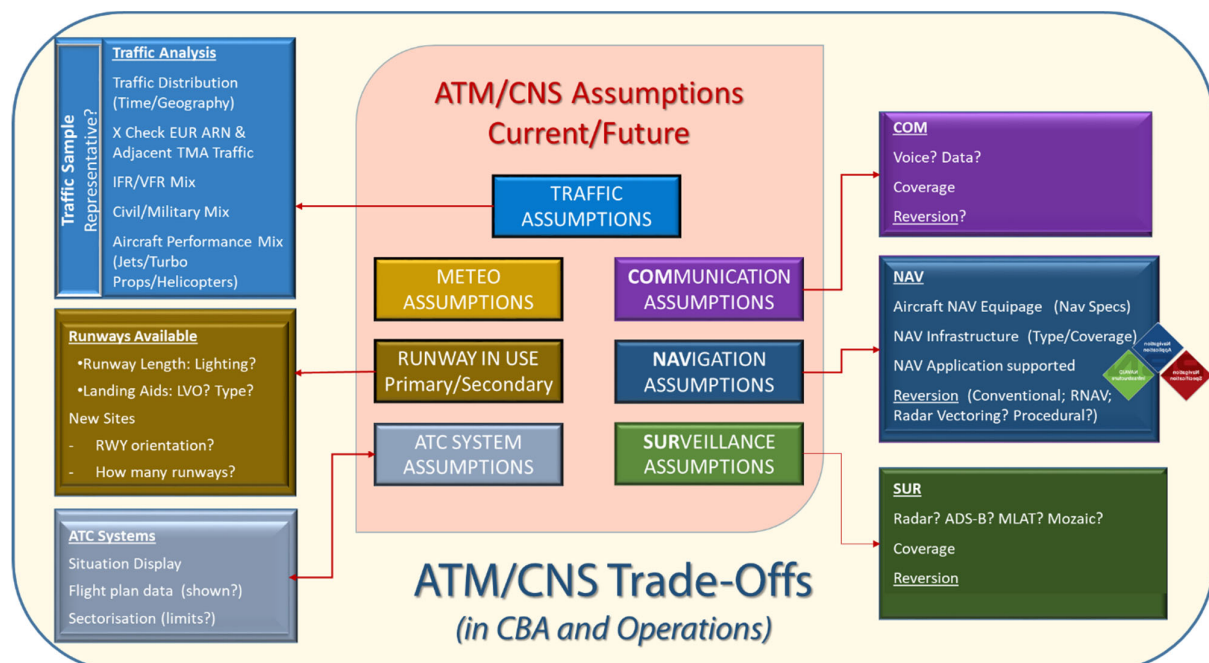 Traffic Sample
Representative?
Traffic Analysis
Traffic Distribution
(Time/Geography)
X Check EUR ARN &
Adjacent TMA Traffic
IFR/VFR Mix
Civil/Military Mix
Aircraft Performance Mix
(Jets/Turbo
Props/Helicopters)
Runways Available
•Runway Length: Lighting?
•Landing Aids: LVO? Type?
New Sites
- RWY orientation?
- How many runways?
ATC Systems
Situation Display
Flight plan data (shown?)
Sectorisation (limits?)
ATM/CNS Assumptions
Current/Future
TRAFFIC
ASSUMPTIONS
METEO
ASSUMPTIONS
COMMUNICATION
ASSUMPTIONS
RUNWAY IN USE
Primary/Secondary
NAVIGATION
ASSUMPTIONS
ATC SYSTEM
ASSUMPTIONS
SURVEILLANCE
ASSUMPTIONS
ATM/CNS Trade-Offs
(in CBA and Operations)
COM
Voice? Data?
Coverage
Reversion?
NAV
Aircraft NAV Equipage (Nav Specs)
NAV Infrastructure (Type/Coverage)
NAV Application supported
Reversion (Conventional; RNAV;
Radar Vectoring? Procedural?)
Navigation
Application
NAVAID
Infrastructure
Navigation
Specification
SUR
Radar? ADS-B? MLAT? Mozaic?
Coverage
Reversion